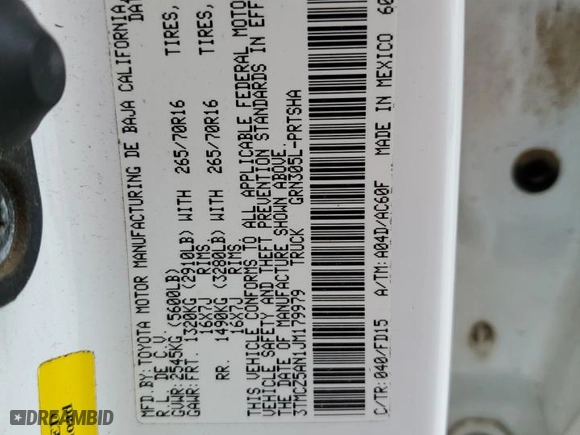 MFD.BY: TOYOTA MOTOR MANUFACTURING DE BAJA CALIFORNIA,
R.L. DE C.V. DA
GVWR: 2545KG (5600LB)
GAWR: FRT. 1320KG (2910LB) WITH 265/70R16 TIRES,
16X7J RIMS,
RR. 1490KG (3280LB) WITH 265/70R16 TIRES,
16X7J RIMS,
THIS VEHICLE CONFORMS TO ALL APPLICABLE FEDERAL MOTO
VEHICLE SAFETY AND THEFT PREVENTION STANDARDS IN EFF
THE DATE OF MANUFACTURE SHOWN ABOVE.
3TMCZ5AN1JM179979 TRUCK GRN305L-PRTSHA
C/TR: 040/FD15 A/TM: A04D/AC60F MADE IN MEXICO 60
DREAMBID